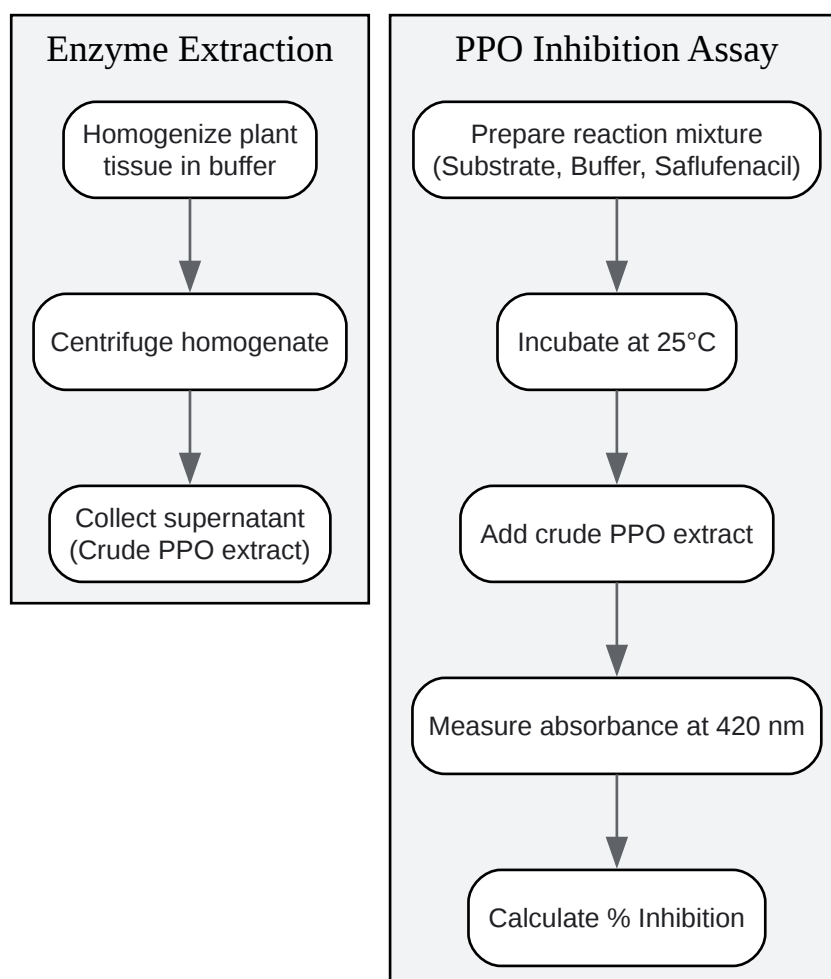 Enzyme Extraction
Homogenize plant
tissue in buffer
Centrifuge homogenate
Collect supernatant
(Crude PPO extract)
PPO Inhibition Assay
Prepare reaction mixture
(Substrate, Buffer, Saflufenacil)
Incubate at 25°C
Add crude PPO extract
Measure absorbance at 420 nm
Calculate % Inhibition